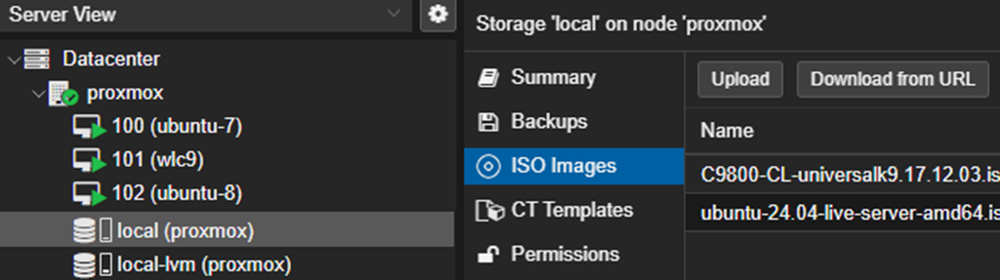 Server View
Datacenter
proxmox
100 (ubuntu-7)
101 (wlc9)
102 (ubuntu-8)
local (proxmox)
local-lvm (proxmox)
Storage 'local' on node 'proxmox'
Summary
Backups
ISO Images
CT Templates
Permissions
Upload Download from URL
Name
C9800-CL-universalk9.17.12.03.is
ubuntu-24.04-live-server-amd64.is